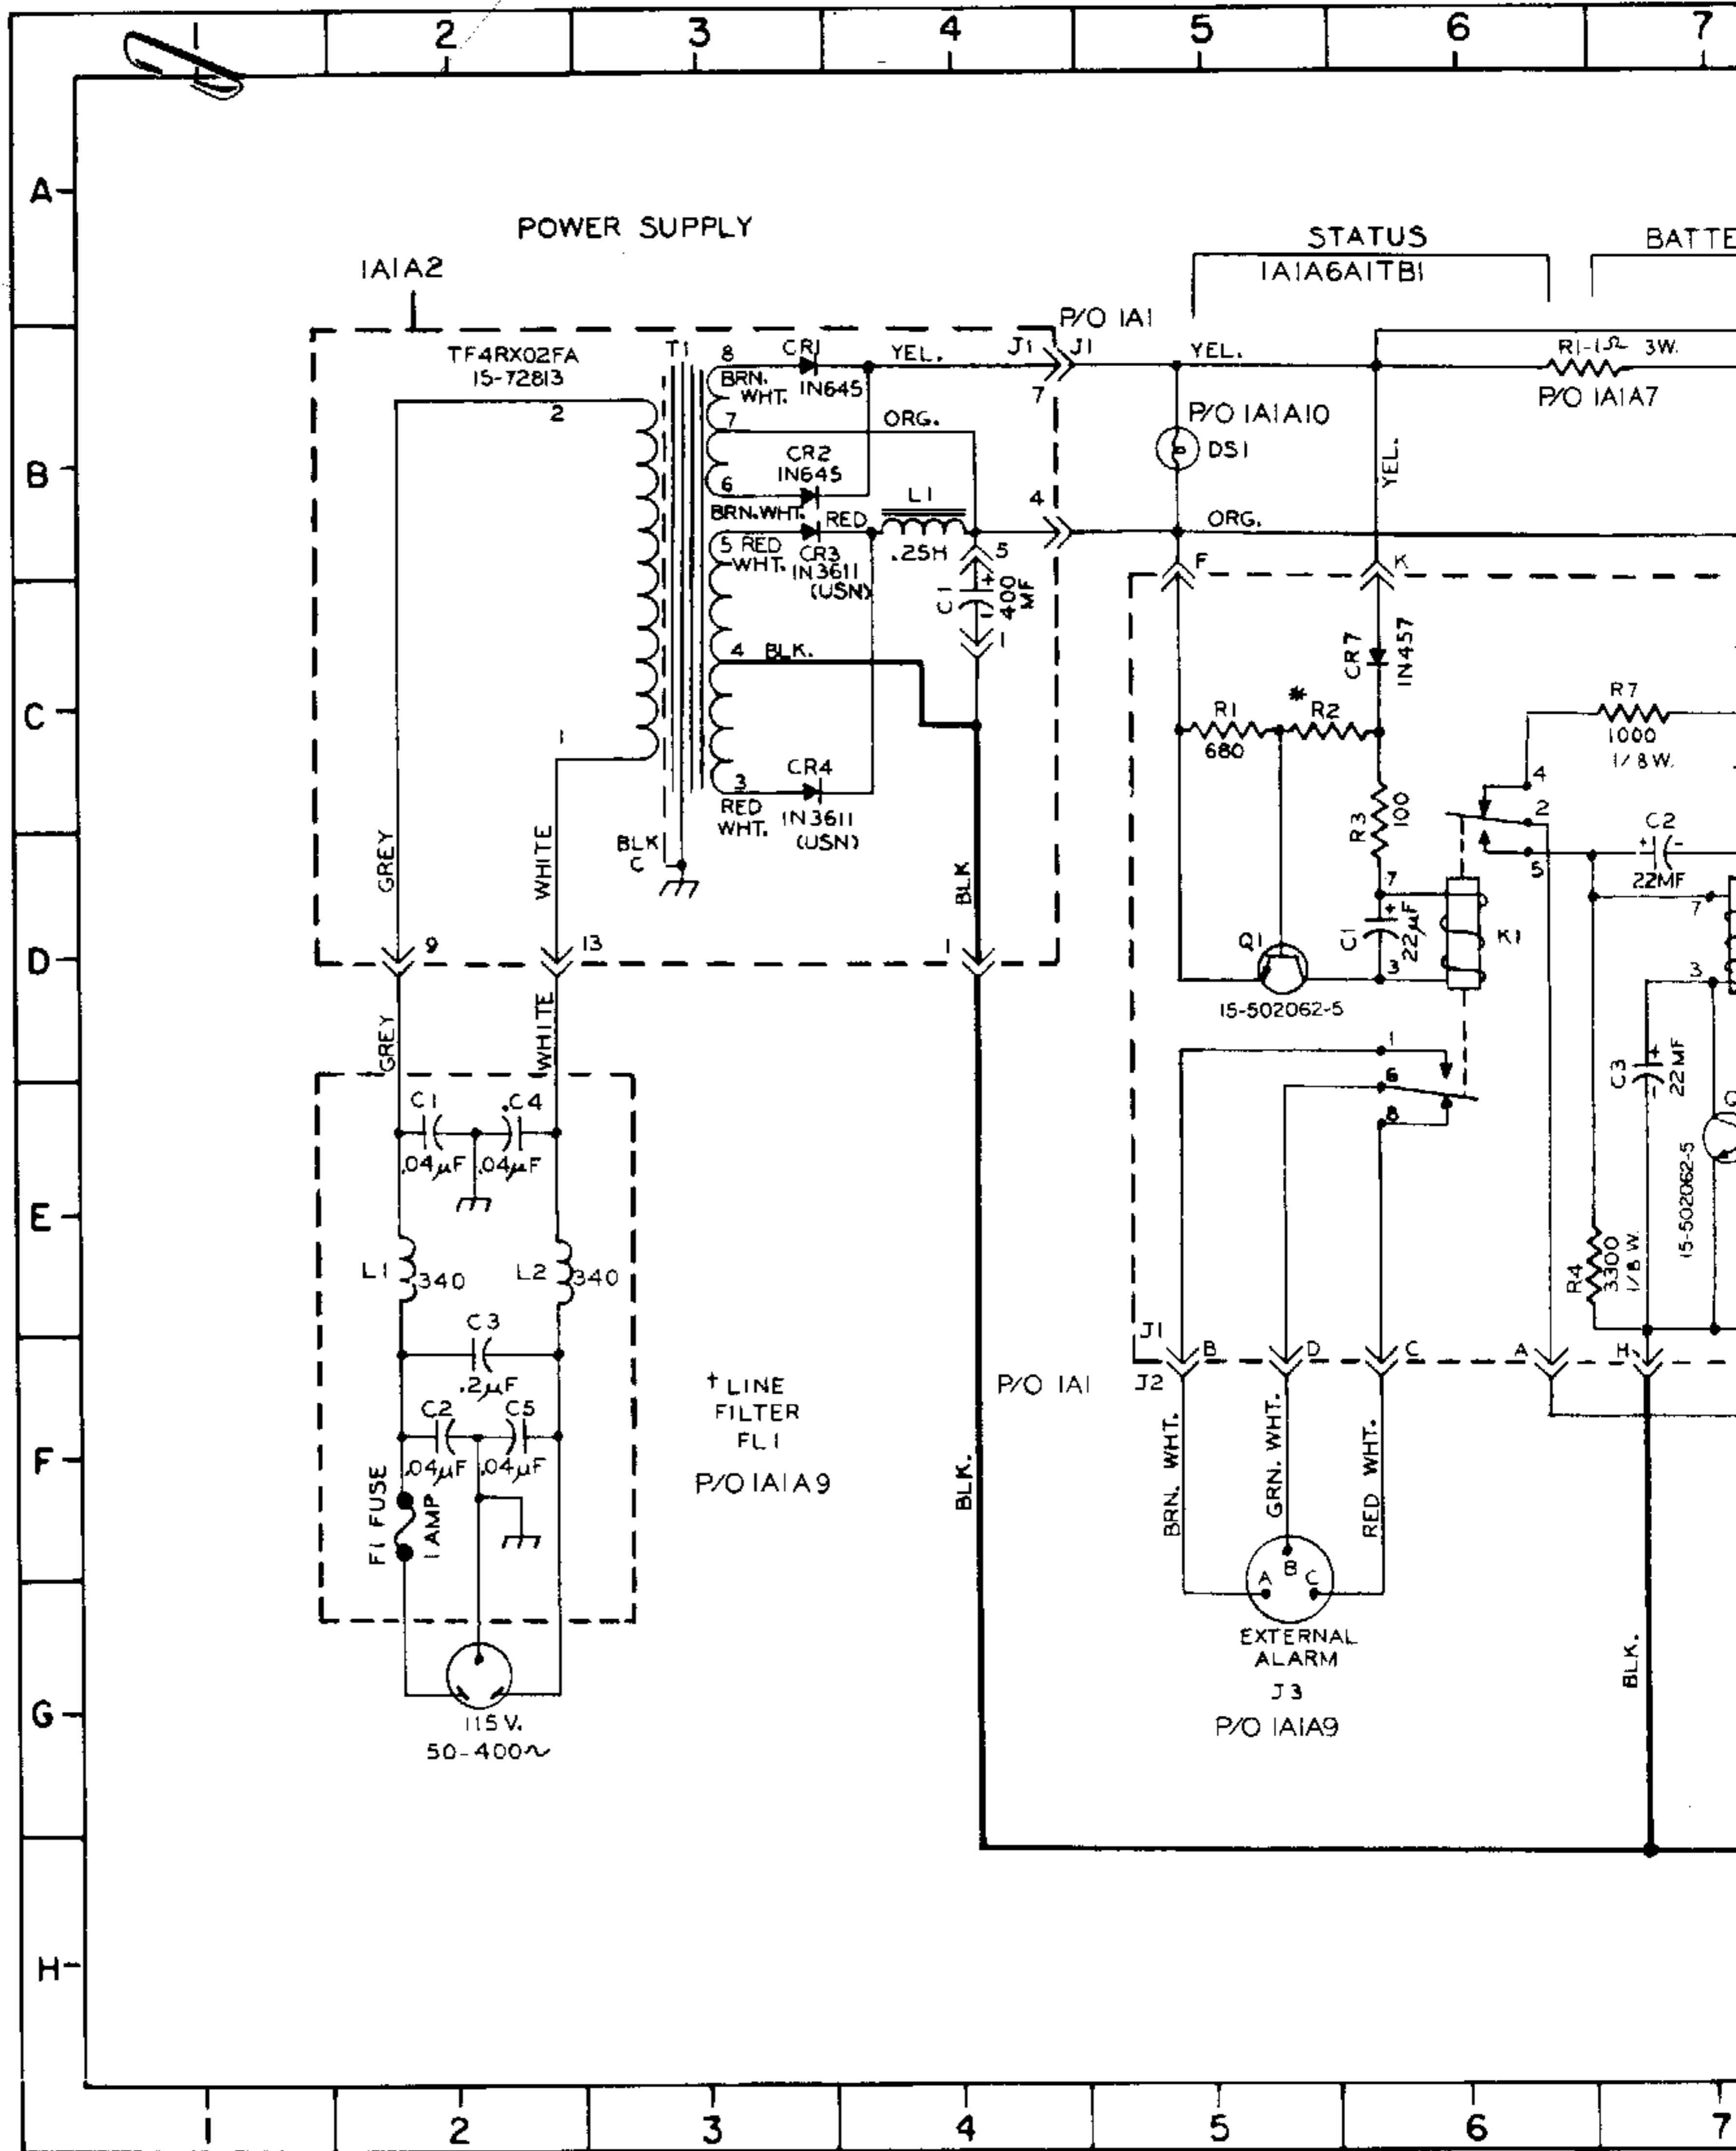 1 2 3 4 5 6 7
A
B
C
D
E
F
G
H
POWER SUPPLY
1A1A2
TF4RX02FA
15-72813
T1
2
1
8
BRN.
WHT.
7
6
BRN.WHT.
5 RED
WHT.
4 BLK.
3
RED
WHT.
BLK
C
CR1
1N645
YEL.
ORG.
CR2
1N645
RED
CR3
1N3611
(USN)
L1
.25H
5
C1
+
400
MF
-
1
CR4
1N3611
(USN)
J1
7
4
P/O 1A1
J1
GREY
WHITE
BLK
9
13
1
GREY
WHITE
C1
.04µF
C4
.04µF
L1
340
L2
340
C3
.2µF
C2
.04µF
C5
.04µF
F1 FUSE
1 AMP
115 V.
50-400~
† LINE
FILTER
FL1
P/O 1A1A9
P/O 1A1
BLK.
STATUS
1A1A6A1TB1
BATTE
YEL.
R1-1Ω 3W.
P/O 1A1A7
P/O 1A1A10
DS1
YEL.
ORG.
F
K
CR7
1N457
*
R1
680
R2
R3
100
7
C1
+
22µF
3
Q1
15-502062-5
K1
R7
1000
1/8 W.
4
2
5
C2
+ -
22MF
7
3
C3
+
22MF
-
Q
15-502062-5
R4
3300
1/8 W.
1
6
8
J1
J2
B
D
C
A
H
BRN. WHT.
GRN. WHT.
RED WHT.
A
B
C
EXTERNAL
ALARM
J3
P/O 1A1A9
BLK.
1 2 3 4 5 6 7